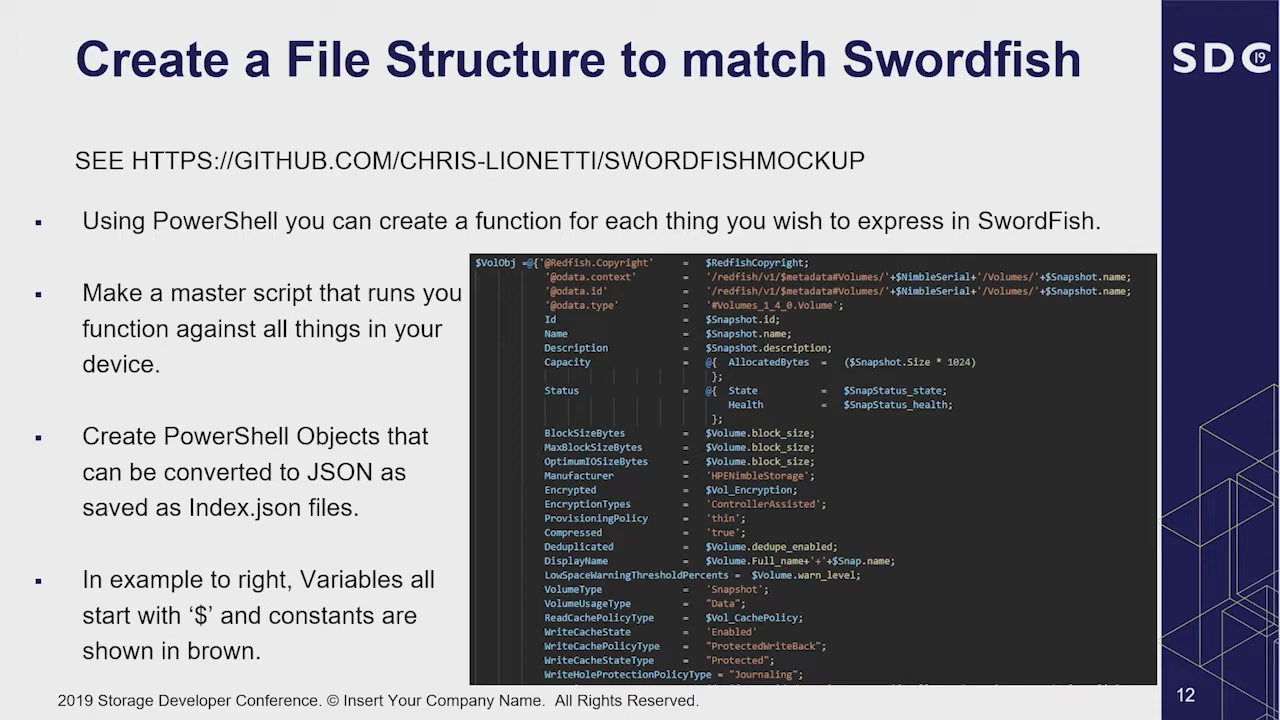 Create a File Structure to match Swordfish
SDC 19
SEE HTTPS://GITHUB.COM/CHRIS-LIONETTI/SWORDFISHMOCKUP
▪ Using PowerShell you can create a function for each thing you wish to express in SwordFish.
▪ Make a master script that runs you
function against all things in your
device.
▪ Create PowerShell Objects that
can be converted to JSON as
saved as Index.json files.
▪ In example to right, Variables all
start with ‘$’ and constants are
shown in brown.
$VolObj =@{'@Redfish.Copyright' = $RedfishCopyright;
'@odata.context' = '/redfish/v1/$metadata#Volumes/'+$NimbleSerial+'/Volumes/'+$Snapshot.name;
'@odata.id' = '/redfish/v1/$metadata#Volumes/'+$NimbleSerial+'/Volumes/'+$Snapshot.name;
'@odata.type' = '#Volumes_1_4_0.Volume';
Id = $Snapshot.id;
Name = $Snapshot.name;
Description = $Snapshot.description;
Capacity = @{ AllocatedBytes = ($Snapshot.Size * 1024)
};
Status = @{ State = $SnapStatus_state;
Health = $SnapStatus_health;
};
BlockSizeBytes = $Volume.block_size;
MaxBlockSizeBytes = $Volume.block_size;
OptimumIOSizeBytes = $Volume.block_size;
Manufacturer = 'HPENimbleStorage';
Encrypted = $Vol_Encryption;
EncryptionTypes = 'ControllerAssisted';
ProvisioningPolicy = 'thin';
Compressed = 'true';
Deduplicated = $Volume.dedupe_enabled;
DisplayName = $Volume.Full_name+'+'+$Snap.name;
LowSpaceWarningThresholdPercents = $Volume.warn_level;
VolumeType = 'Snapshot';
VolumeUsageType = "Data";
ReadCachePolicyType = $Vol_CachePolicy;
WriteCacheState = 'Enabled'
WriteCachePolicyType = "ProtectedWriteBack";
WriteCacheStateType = "Protected";
WriteHoleProtectionPolicyType = "Journaling";
2019 Storage Developer Conference. © Insert Your Company Name. All Rights Reserved.
12